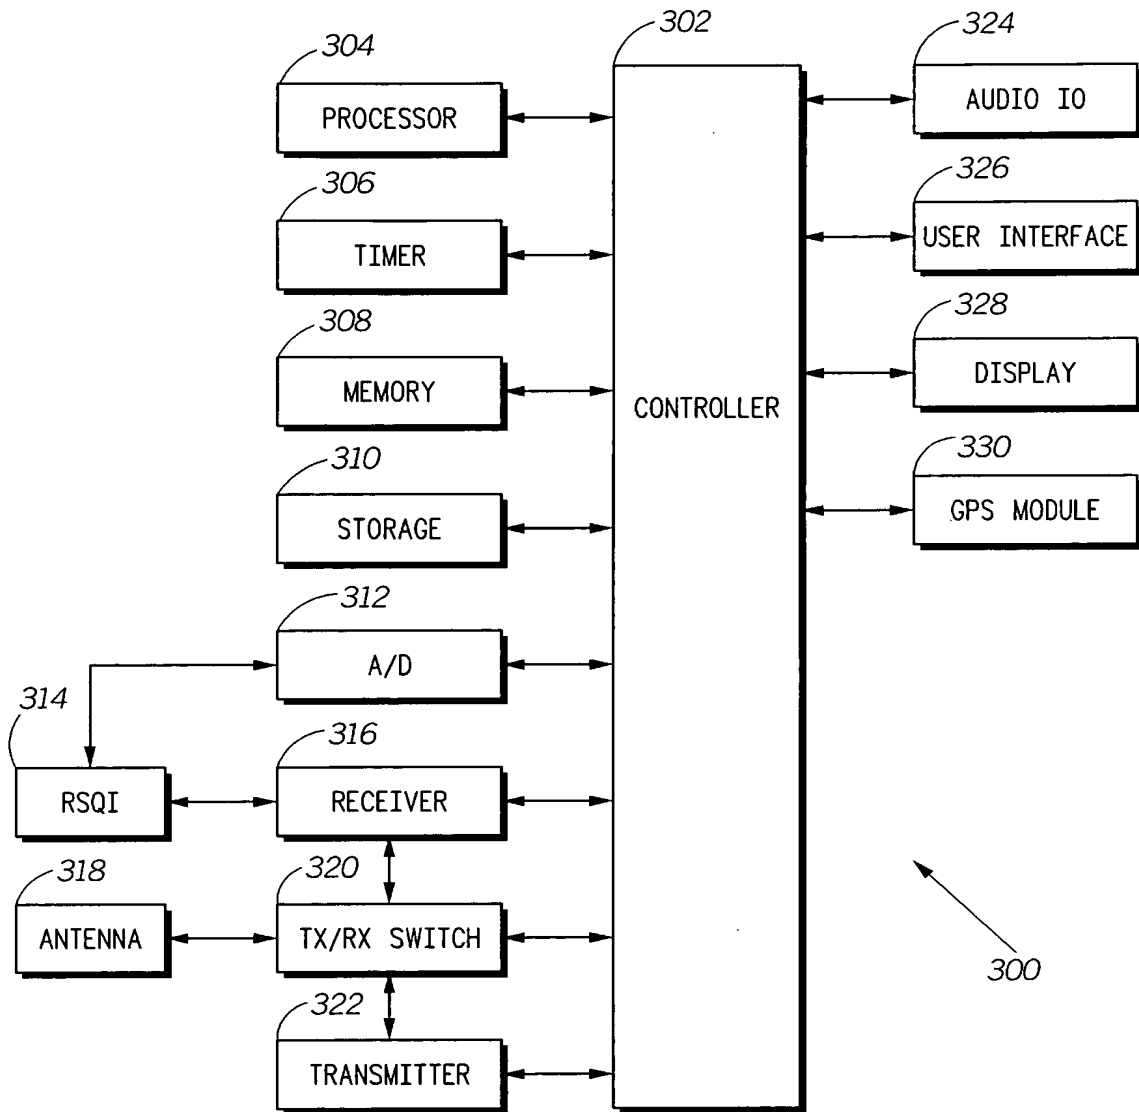 302
324
304
AUDIO IO
PROCESSOR
326
306
USER INTERFACE
TIMER
328
308
DISPLAY
MEMORY
CONTROLLER
330
310
GPS MODULE
STORAGE
312
A/D
314
316
RSQI
RECEIVER
318
320
ANTENNA
TX/RX SWITCH
300
322
TRANSMITTER